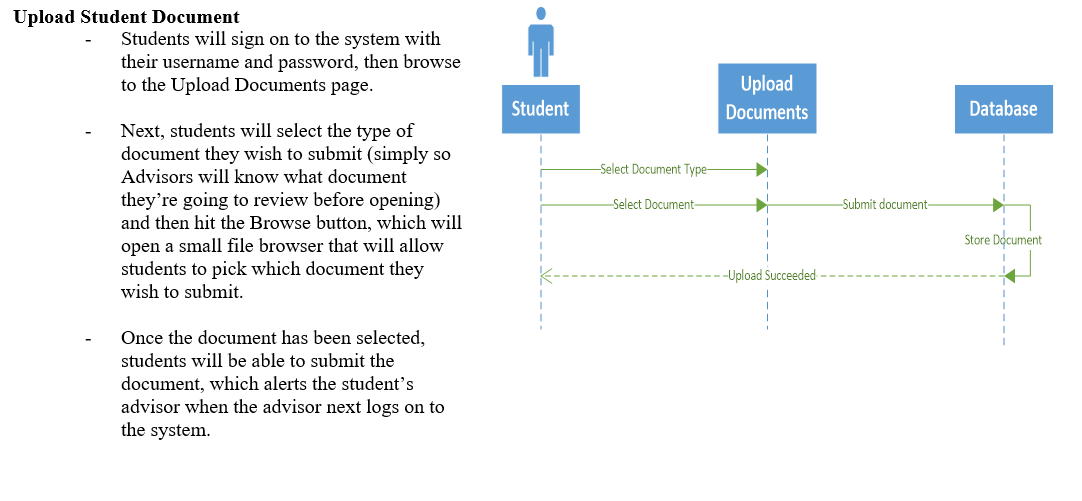 Upload Student Document
- Students will sign on to the system with
their username and password, then browse
to the Upload Documents page.
- Next, students will select the type of
document they wish to submit (simply so
Advisors will know what document
they're going to review before opening)
and then hit the Browse button, which will
open a small file browser that will allow
students to pick which document they
wish to submit.
- Once the document has been selected,
students will be able to submit the
document, which alerts the student's
advisor when the advisor next logs on to
the system.
Student
Upload
Documents
Database
Select Document Type
Select Document
Submit document
Store Document
Upload Succeeded